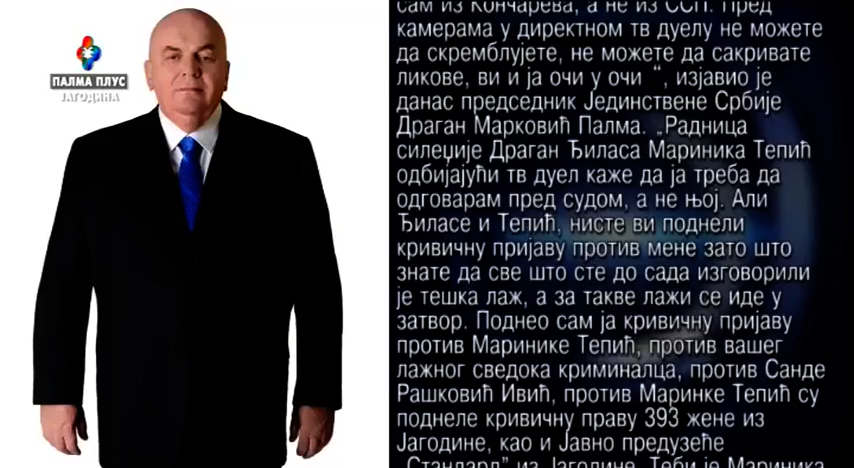 ПАЛМА ПЛУС
ЈАГОДИНА
сам из Кончарева, а не из ССП. Пред
камерама у директном тв дуелу не можете
да скремблујете, не можете да сакривате
ликове, ви и ја очи у очи “, изјавио је
данас председник Јединствене Србије
Драган Марковић Палма. „Радница
силеџије Драган Ђиласа Мариника Тепић
одбијајући тв дуел каже да ја треба да
одговарам пред судом, а не њој. Али
Ђиласе и Тепић, нисте ви поднели
кривичну пријаву против мене зато што
знате да све што сте до сада изговорили
је тешка лаж, а за такве лажи се иде у
затвор. Поднео сам ја кривичну пријаву
против Маринике Тепић, против вашег
лажног сведока криминалца, против Санде
Рашковић Ивић, против Маринке Тепић су
поднеле кривичну праву 393 жене из
Јагодине, као и Јавно предузеће
„Стандард” из Јагодине. Теби је Мариника